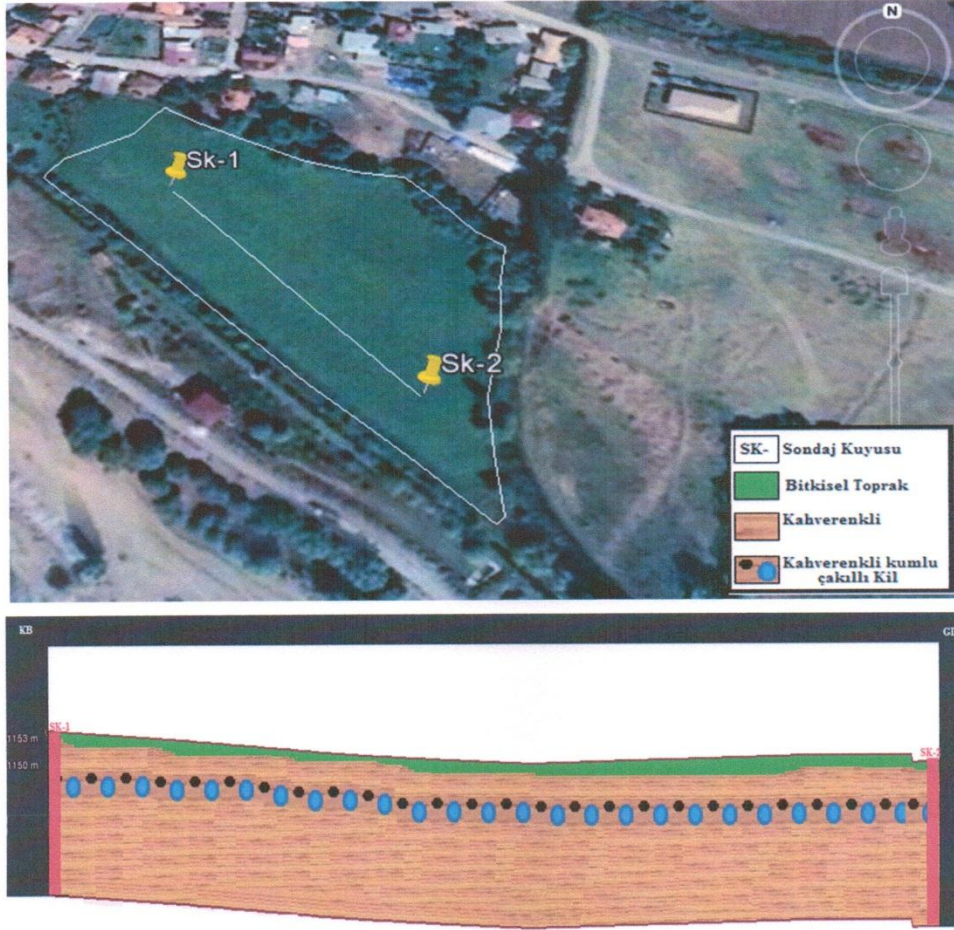 N
Sk-1
Sk-2
SK- Sondaj Kuyusu
Bitkisel Toprak
Kahverenkli
Kahverenkli kumlu
çakıllı Kil
KB
SK-1
1153 m
1150 m